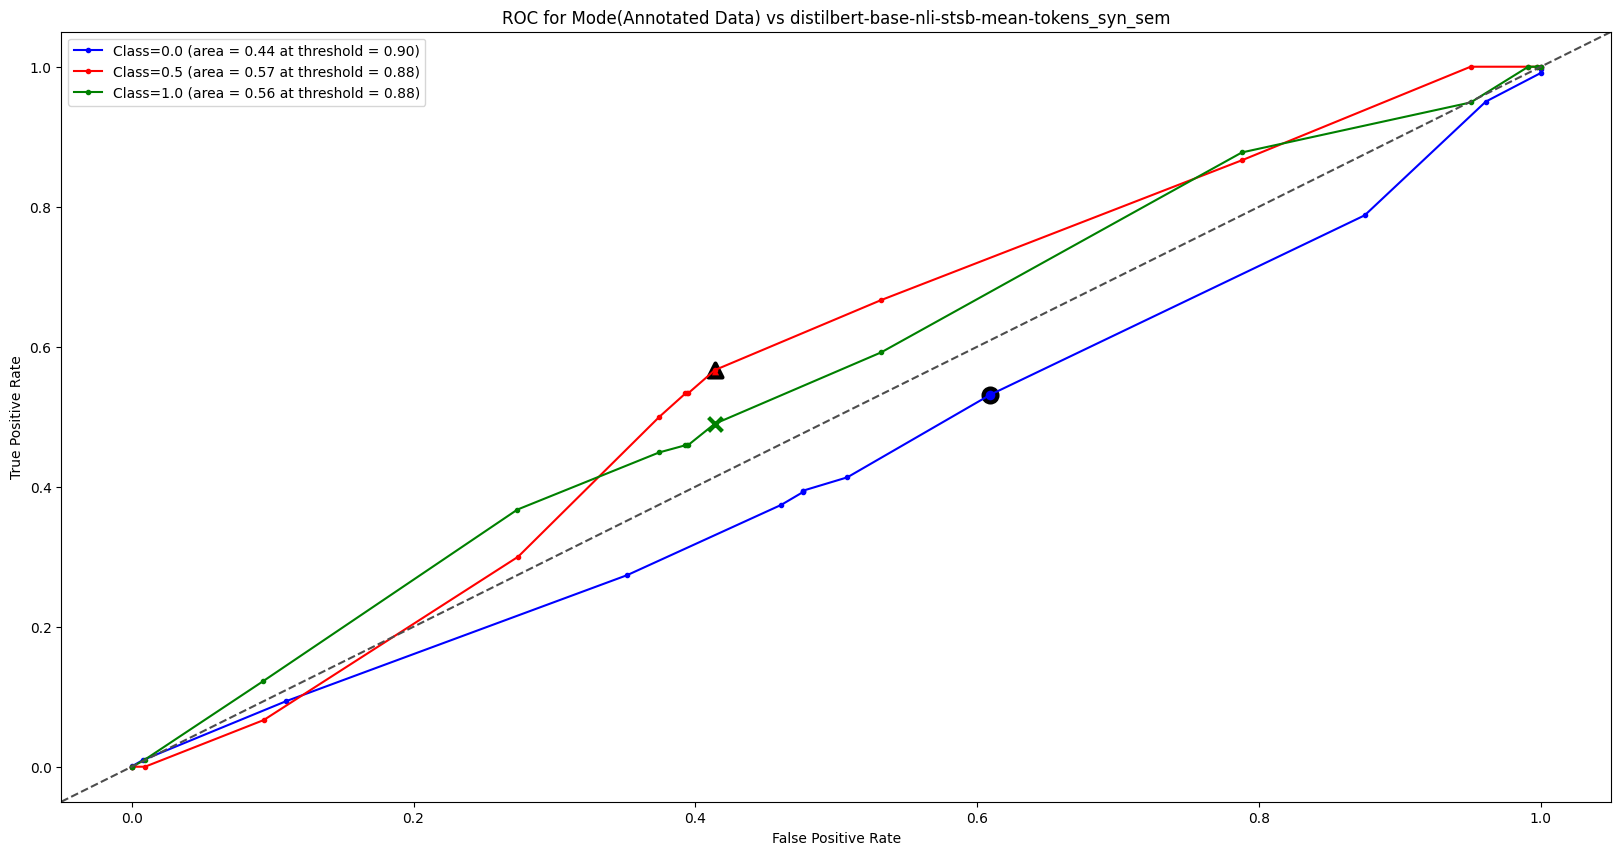 ROC for Mode(Annotated Data) vs distilbert-base-nli-stsb-mean-tokens_syn_sem
Class=0.0 (area = 0.44 at threshold = 0.90)
Class=0.5 (area = 0.57 at threshold = 0.88)
Class=1.0 (area = 0.56 at threshold = 0.88)
1.0
0.8
0.6
0.4
0.2
0.0
True Positive Rate
0.0 0.2 0.4 0.6 0.8 1.0
False Positive Rate